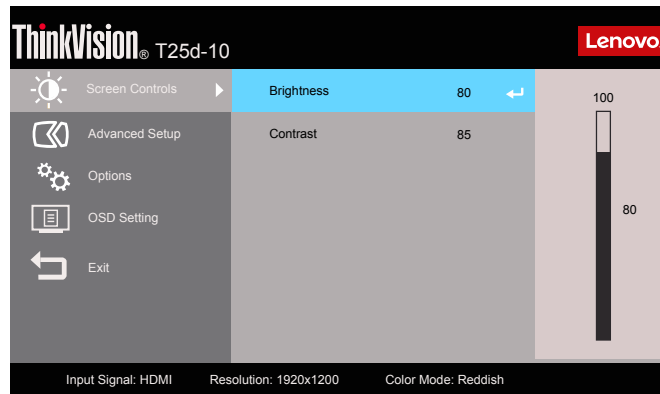 ThinkVision® T25d-10
Lenovo
Screen Controls
Brightness 80
100
Advanced Setup
Contrast 85
Options
OSD Setting
80
Exit
Input Signal: HDMI Resolution: 1920x1200 Color Mode: Reddish